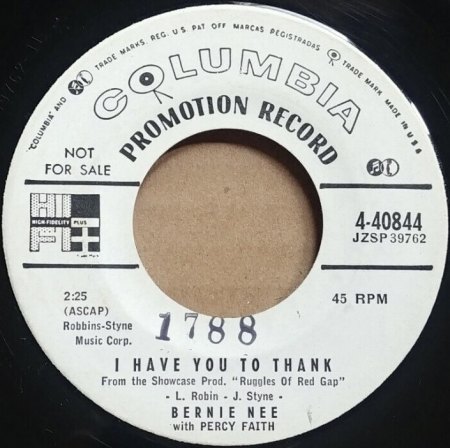 "COLUMBIA" AND TRADE MARKS, REG. U.S. PAT. OFF. MARCAS REGISTRADAS TRADE MARK. MADE IN U.S.A.
COLUMBIA
PROMOTION RECORD
NOT
FOR SALE
HI
HIGH-FIDELITY PLUS
FI
4-40844
JZSP 39762
2:25
(ASCAP)
Robbins-Styne
Music Corp.
45 RPM
1788
I HAVE YOU TO THANK
From the Showcase Prod. "Ruggles Of Red Gap"
- L. Robin - J. Styne -
BERNIE NEE
with PERCY FAITH